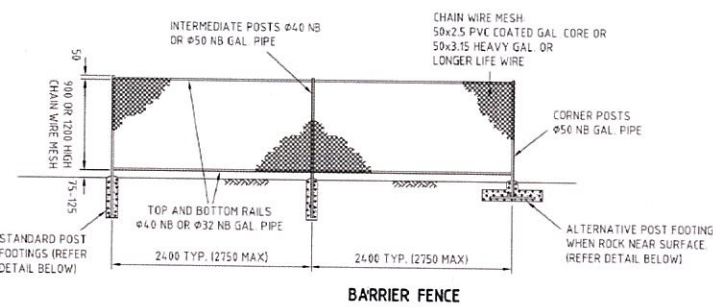 INTERMEDIATE POSTS Φ40 NB
OR Φ50 NB GAL. PIPE
CHAIN WIRE MESH:
50x2.5 PVC COATED GAL. CORE OR
50x3.15 HEAVY GAL. OR
LONGER LIFE WIRE
50
900 OR 1200 HIGH
CHAIN WIRE MESH
75-125
CORNER POSTS
Φ50 NB GAL. PIPE
TOP AND BOTTOM RAILS
Φ40 NB OR Φ32 NB GAL. PIPE
STANDARD POST
FOOTINGS (REFER
DETAIL BELOW)
ALTERNATIVE POST FOOTING
WHEN ROCK NEAR SURFACE.
(REFER DETAIL BELOW)
2400 TYP. (2750 MAX)
2400 TYP. (2750 MAX)
BARRIER FENCE